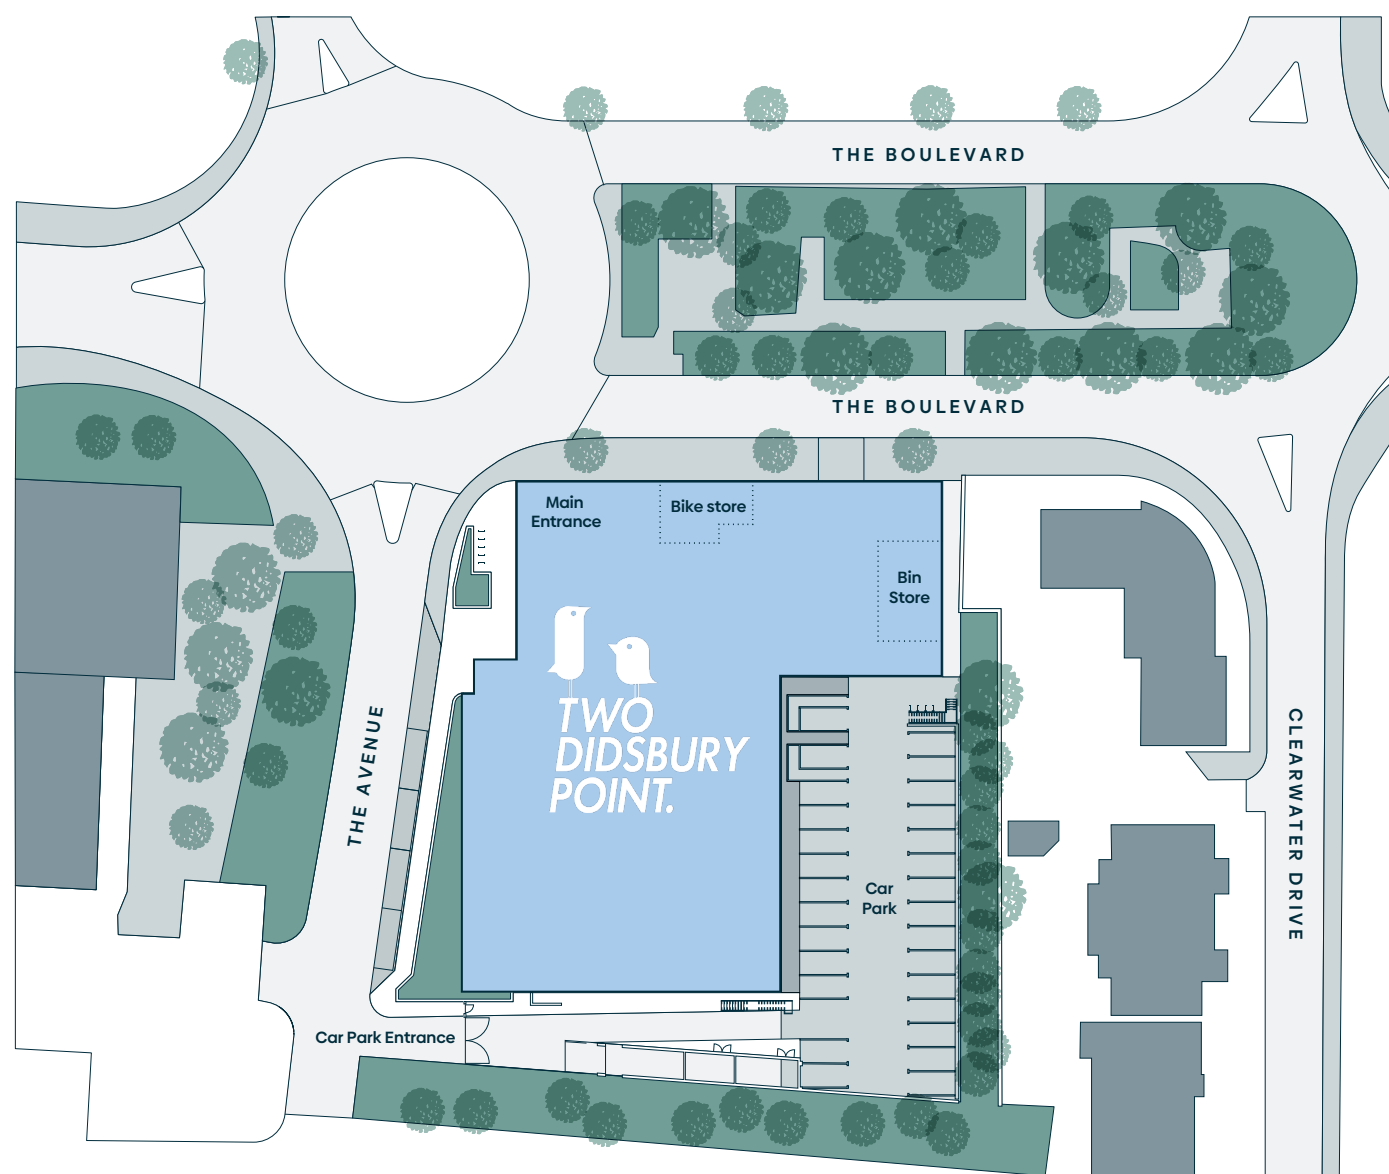 THE BOULEVARD
THE BOULEVARD
Main
Entrance
Bike store
Bin
Store
TWO
DIDSBURY
POINT.
THE AVENUE
CLEARWATER DRIVE
Car
Park
Car Park Entrance